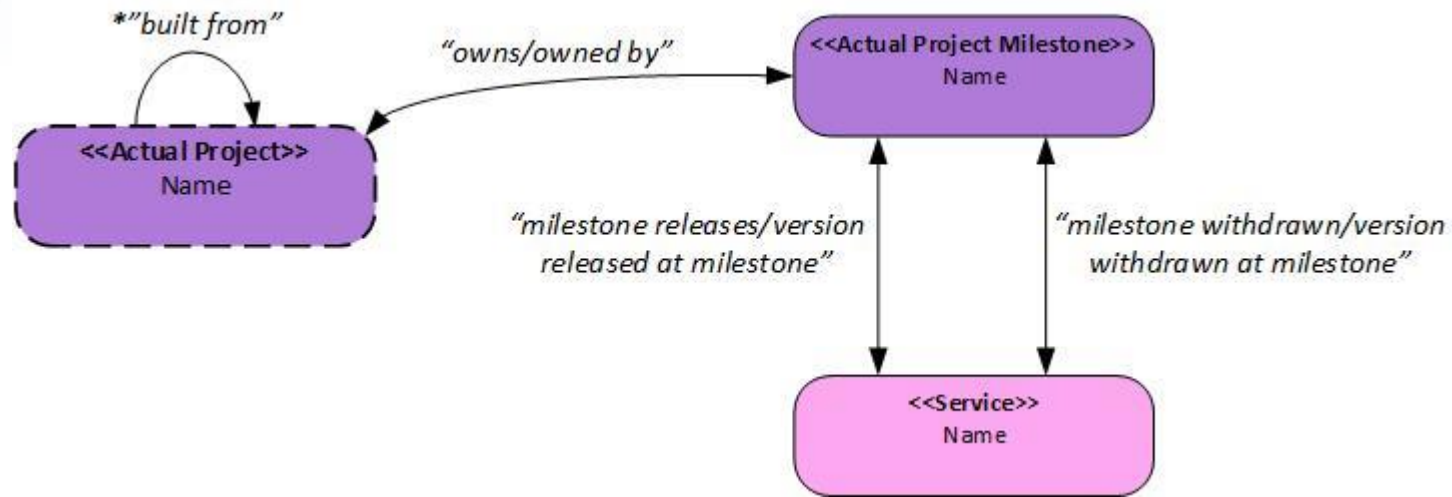 *”built from”
“owns/owned by”
<<Actual Project Milestone>>
Name
<<Actual Project>>
Name
“milestone releases/version
released at milestone”
“milestone withdrawn/version
withdrawn at milestone”
<<Service>>
Name